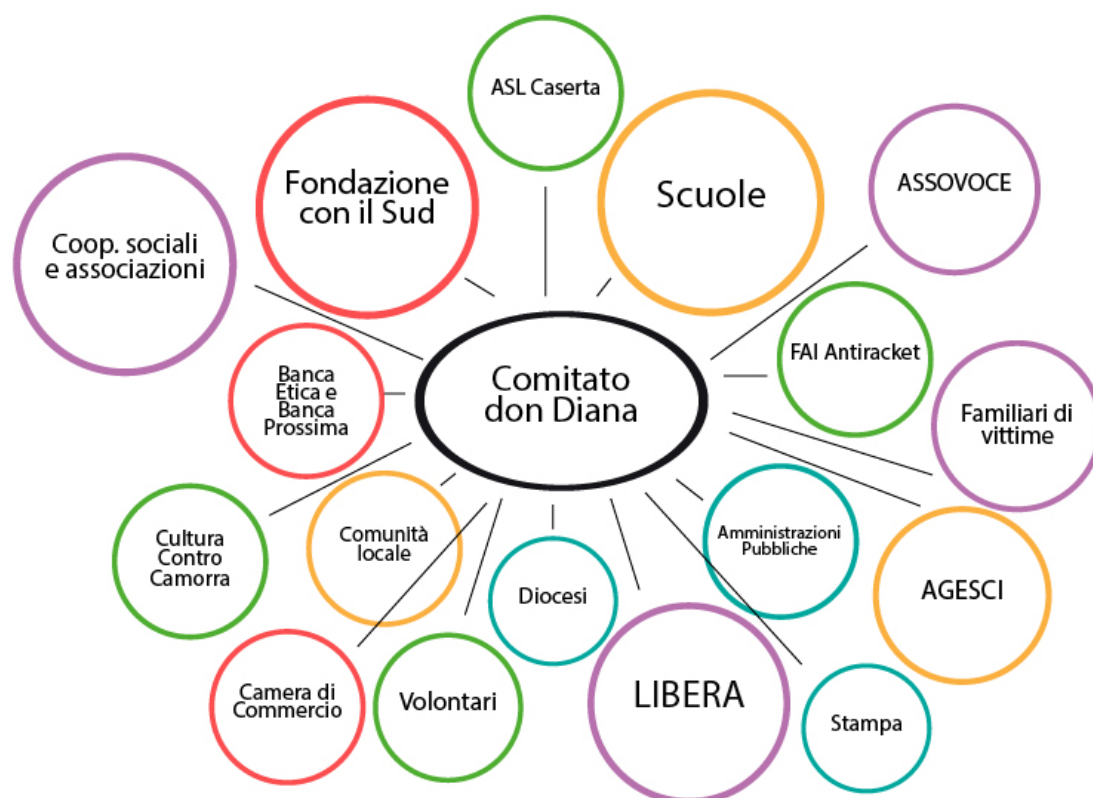 ASL Caserta
Fondazione
con il Sud
Scuole
ASSOVOCE
Coop. sociali
e associazioni
FAI Antiracket
Banca
Etica e
Banca
Prossima
Comitato
don Diana
Familiari di
vittime
Cultura
Contro
Camorra
Comunità
locale
Diocesi
Amministrazioni
Pubbliche
AGESCI
Camera di
Commercio
Volontari
LIBERA
Stampa